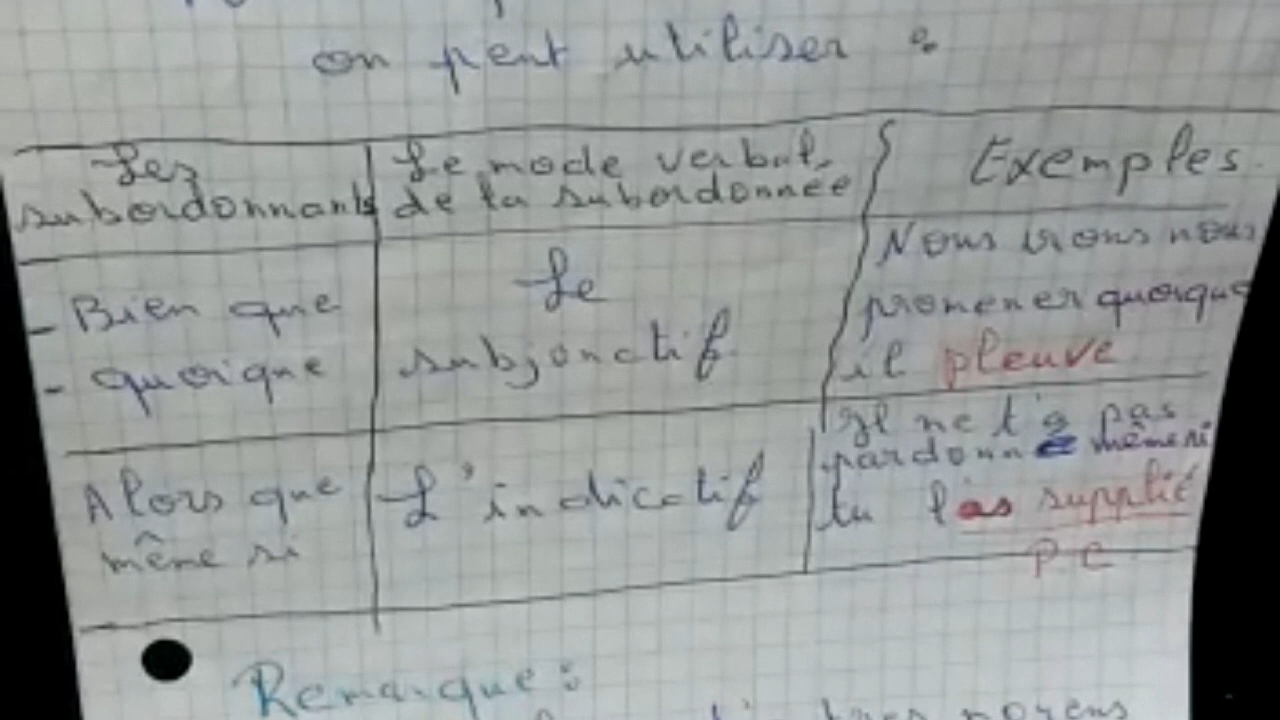 on peut utiliser :
Les subordonnants
Le mode verbal de la subordonnée
Exemples.
- Bien que
- quoique
Le
subjonctif
Nous irons nous
promener quoique
il pleuve
Alors que
même si
L'indicatif
Il ne t'a pas
pardonné même si
tu l'as supplié
P C
Remarque :
moyens